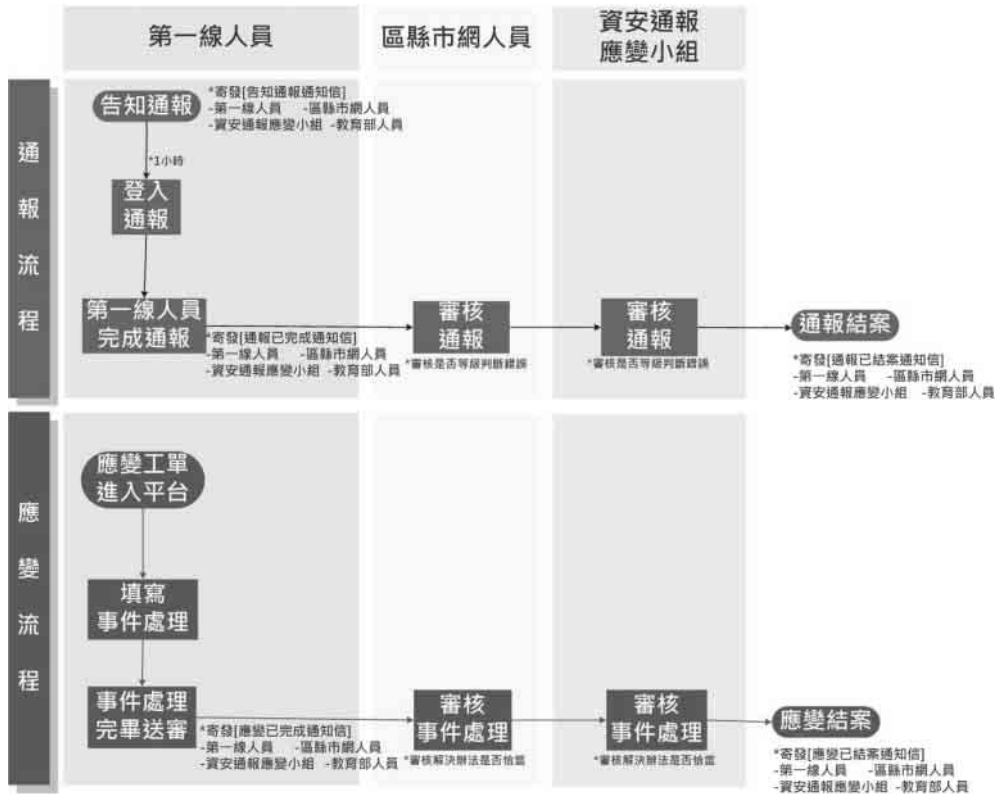 第一線人員
區縣市網人員
資安通報
應變小組
通報流程
告知通報
*寄發[告知通報通知信]
-第一線人員 -區縣市網人員
-資安通報應變小組 -教育部人員
*1小時
登入
通報
第一線人員
完成通報
*寄發[通報已完成通知信]
-第一線人員 -區縣市網人員
-資安通報應變小組 -教育部人員
審核
通報
*審核是否等級判斷錯誤
審核
通報
*審核是否等級判斷錯誤
通報結案
*寄發[通報已結案通知信]
-第一線人員 -區縣市網人員
-資安通報應變小組 -教育部人員
應變流程
應變工單
進入平台
填寫
事件處理
事件處理
完畢送審
*寄發[應變已完成通知信]
-第一線人員 -區縣市網人員
-資安通報應變小組 -教育部人員
審核
事件處理
*審核解決辦法是否恰當
審核
事件處理
*審核解決辦法是否恰當
應變結案
*寄發[應變已結案通知信]
-第一線人員 -區縣市網人員
-資安通報應變小組 -教育部人員